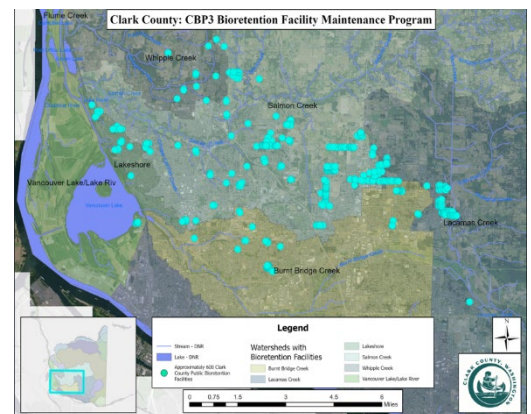 Clark County: CBP3 Bioretention Facility Maintenance Program
Flume Creek
Whipple Creek
Salmon Creek
Lakeshore
Vancouver Lake/Lake Riv
Vancouver Lake
Lacamas Creek
Burnt Bridge Creek
Legend
Stream - DNR
Lake - DNR
Approximately 600 Clark
County Public Bioretention
Facilities
Watersheds with
Bioretention Facilities
Burnt Bridge Creek
Lacamas Creek
Lakeshore
Salmon Creek
Whipple Creek
Vancouver Lake/Lake River
0 0.75 1.5 3 4.5 6
Miles
N
CLARK COUNTY, WASHINGTON